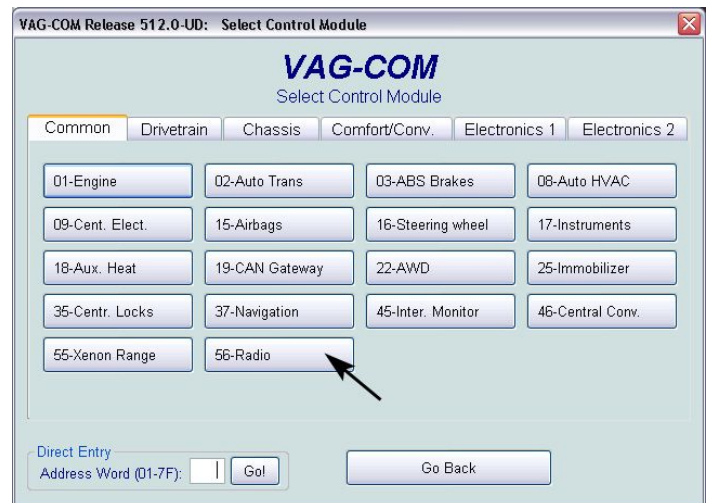 VAG-COM Release 512.0-UD: Select Control Module
VAG-COM
Select Control Module
Common Drivetrain Chassis Comfort/Conv. Electronics 1 Electronics 2
01-Engine 02-Auto Trans 03-ABS Brakes 08-Auto HVAC
09-Cent. Elect. 15-Airbags 16-Steering wheel 17-Instruments
18-Aux. Heat 19-CAN Gateway 22-AWD 25-Immobilizer
35-Centr. Locks 37-Navigation 45-Inter. Monitor 46-Central Conv.
55-Xenon Range 56-Radio
Direct Entry
Address Word (01-7F): Go! Go Back